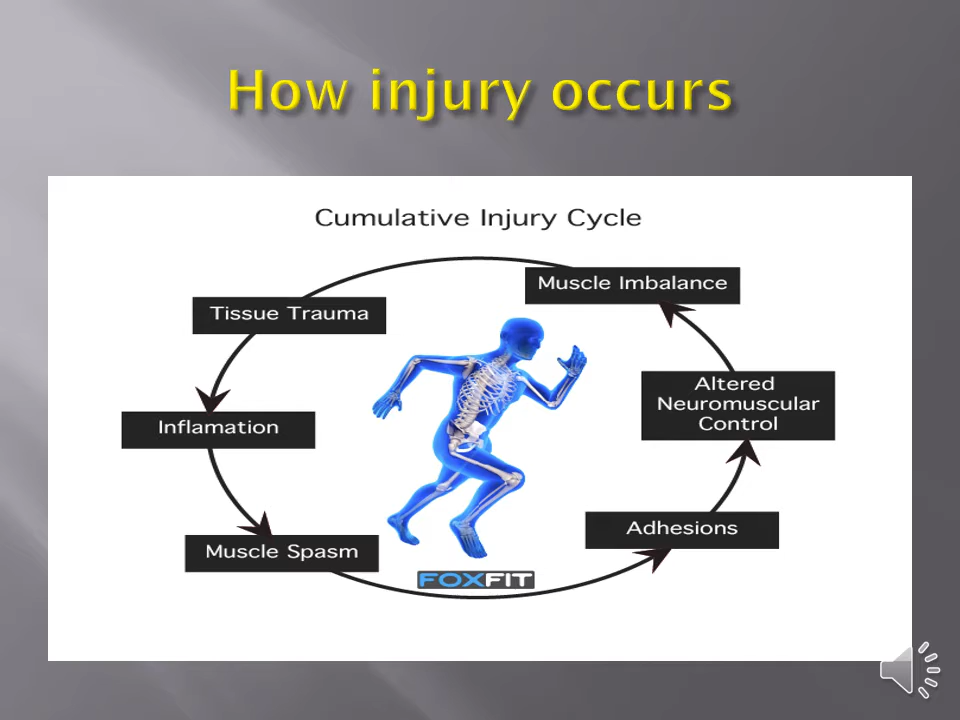 How injury occurs
Cumulative Injury Cycle
Muscle Imbalance
Tissue Trauma
Altered
Neuromuscular
Control
Inflamation
Adhesions
Muscle Spasm
FOXFIT